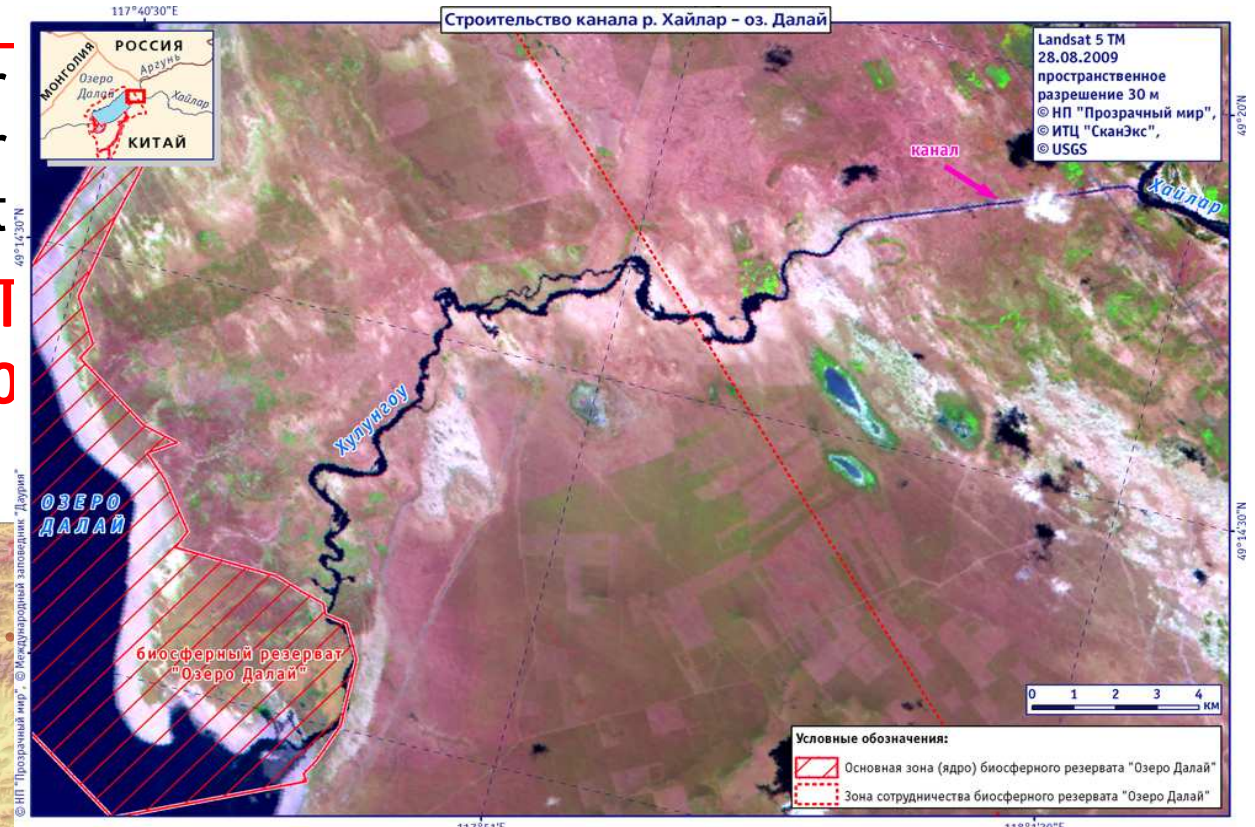 117°40'30"E
Строительство канала р. Хайлар – оз. Далай
РОССИЯ
МОНГОЛИЯ
Аргунь
Озеро
Далай
Хайлар
КИТАЙ
Landsat 5 TM
28.08.2009
пространственное
разрешение 30 м
© НП "Прозрачный мир",
© ИТЦ "СканЭкс",
© USGS
49°20'N
канал
Хайлар
49°14'30"N
Хулунгоу
ОЗЕРО
ДАЛАЙ
49°14'30"N
биосферный резерват
"Озеро Далай"
0 1 2 3 4
км
Условные обозначения:
Основная зона (ядро) биосферного резервата "Озеро Далай"
Зона сотрудничества биосферного резервата "Озеро Далай"
© НП "Прозрачный мир", © Международный заповедник "Даурия"